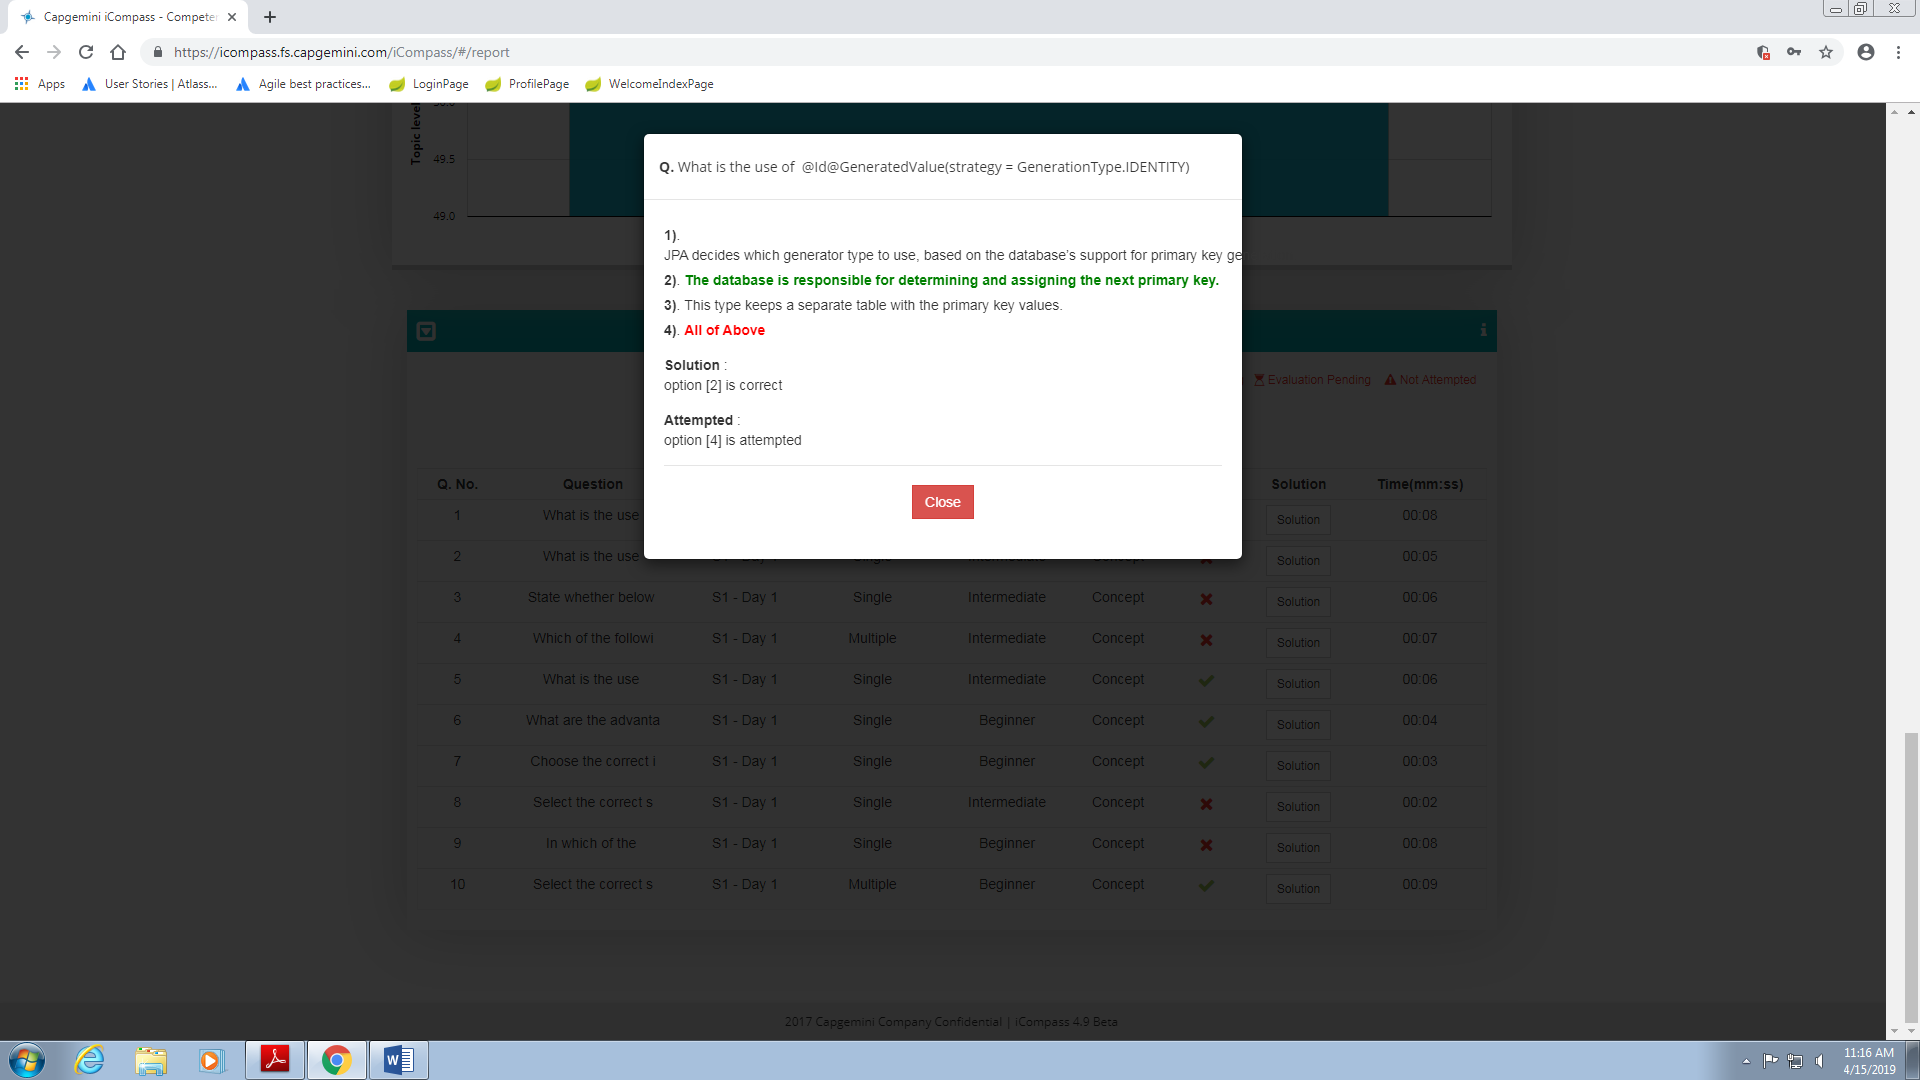 Capgemini iCompass - Competer
https://icompass.fs.capgemini.com/iCompass/#/report
Apps
User Stories | Atlass...
Agile best practices...
LoginPage
ProfilePage
WelcomeIndexPage
Topic level
49.5
49.0
Q. What is the use of @Id@GeneratedValue(strategy = GenerationType.IDENTITY)
1).
JPA decides which generator type to use, based on the database's support for primary key ge
2). The database is responsible for determining and assigning the next primary key.
3). This type keeps a separate table with the primary key values.
4). All of Above
Solution :
option [2] is correct
Attempted :
option [4] is attempted
Close
Evaluation Pending Not Attempted
Q. No. Question Solution Time(mm:ss)
1 What is the use Solution 00:08
2 What is the use Solution 00:05
3 State whether below S1 - Day 1 Single Intermediate Concept Solution 00:06
4 Which of the followi S1 - Day 1 Multiple Intermediate Concept Solution 00:07
5 What is the use S1 - Day 1 Single Intermediate Concept Solution 00:06
6 What are the advanta S1 - Day 1 Single Beginner Concept Solution 00:04
7 Choose the correct i S1 - Day 1 Single Beginner Concept Solution 00:03
8 Select the correct s S1 - Day 1 Single Intermediate Concept Solution 00:02
9 In which of the S1 - Day 1 Single Beginner Concept Solution 00:08
10 Select the correct s S1 - Day 1 Multiple Beginner Concept Solution 00:09
2017 Capgemini Company Confidential | iCompass 4.9 Beta
11:16 AM
4/15/2019